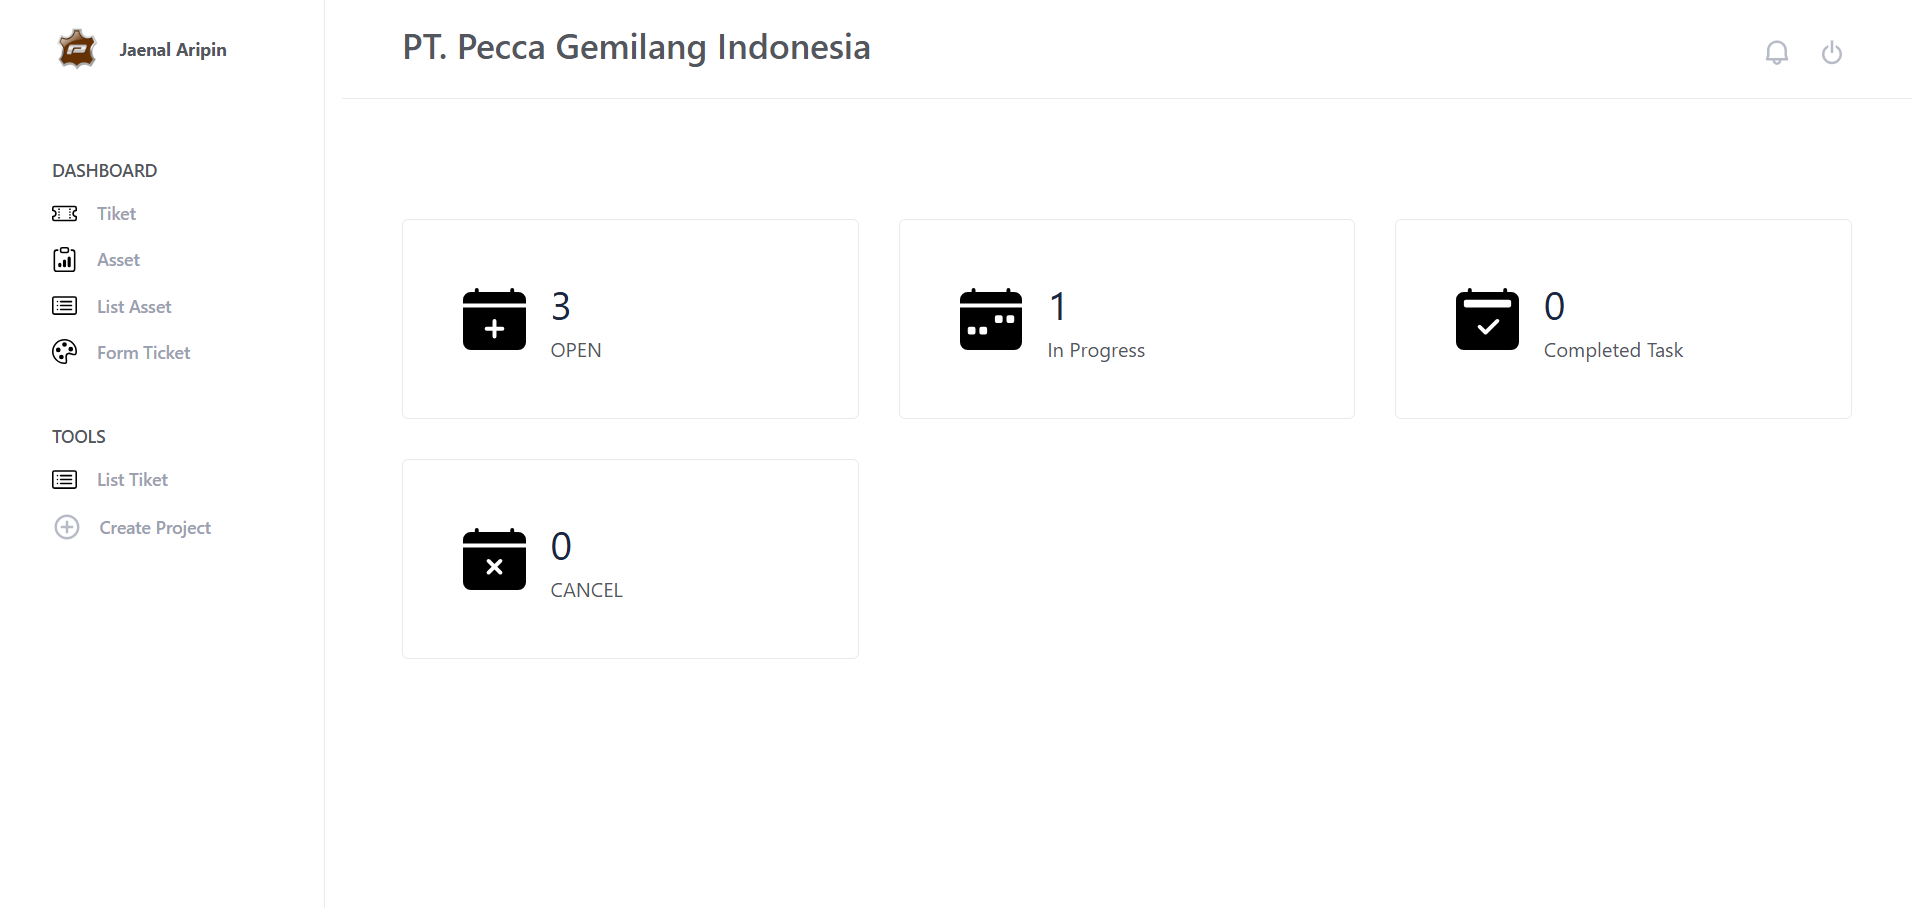 Jaenal Aripin
PT. Pecca Gemilang Indonesia
DASHBOARD
Tiket
Asset
List Asset
Form Ticket
TOOLS
List Tiket
Create Project
3
OPEN
1
In Progress
0
Completed Task
0
CANCEL